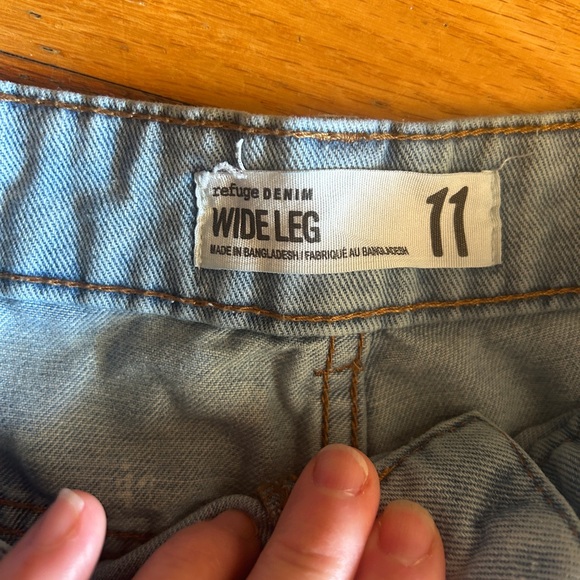 refuge DENIM
WIDE LEG
11
MADE IN BANGLADESH / FABRIQUÉ AU BANGLADESH